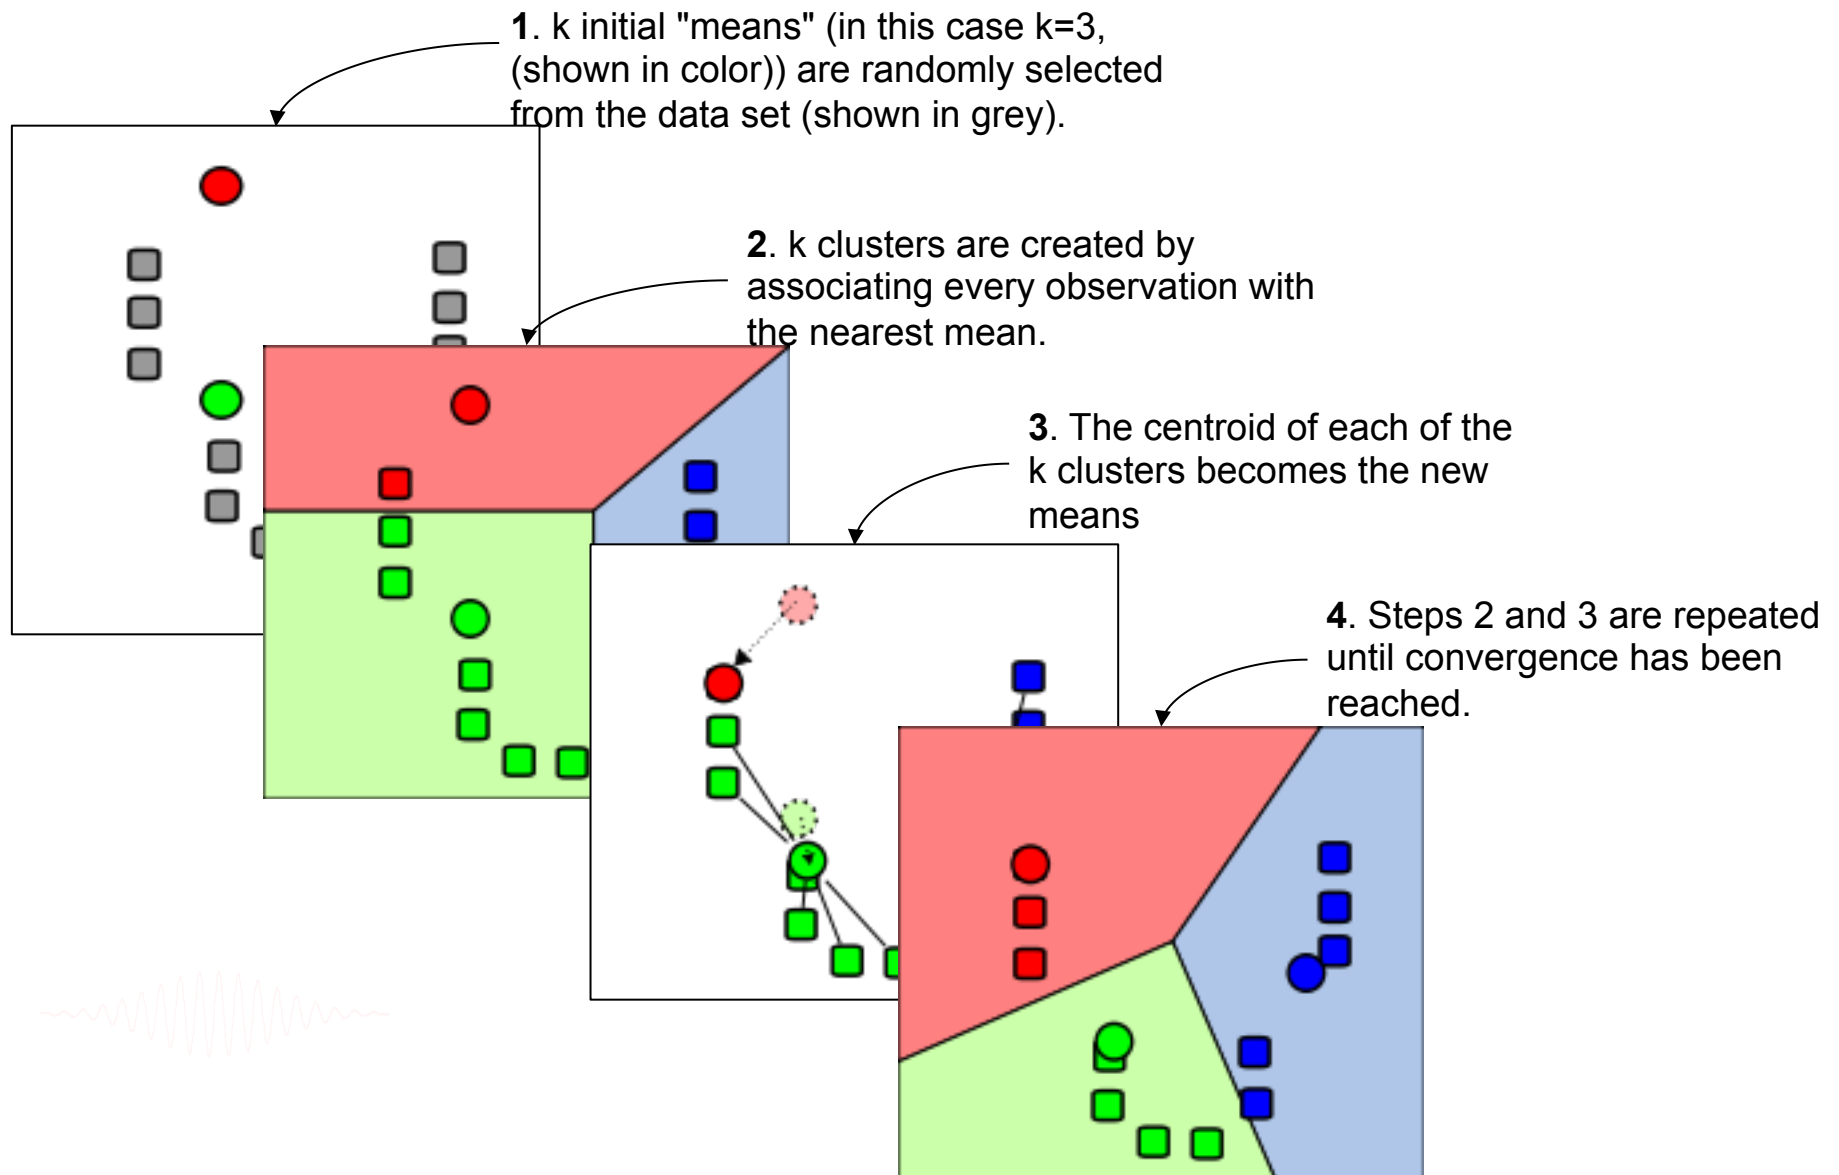 1. k initial "means" (in this case k=3,
(shown in color)) are randomly selected
from the data set (shown in grey).
2. k clusters are created by
associating every observation with
the nearest mean.
3. The centroid of each of the
k clusters becomes the new
means
4. Steps 2 and 3 are repeated
until convergence has been
reached.